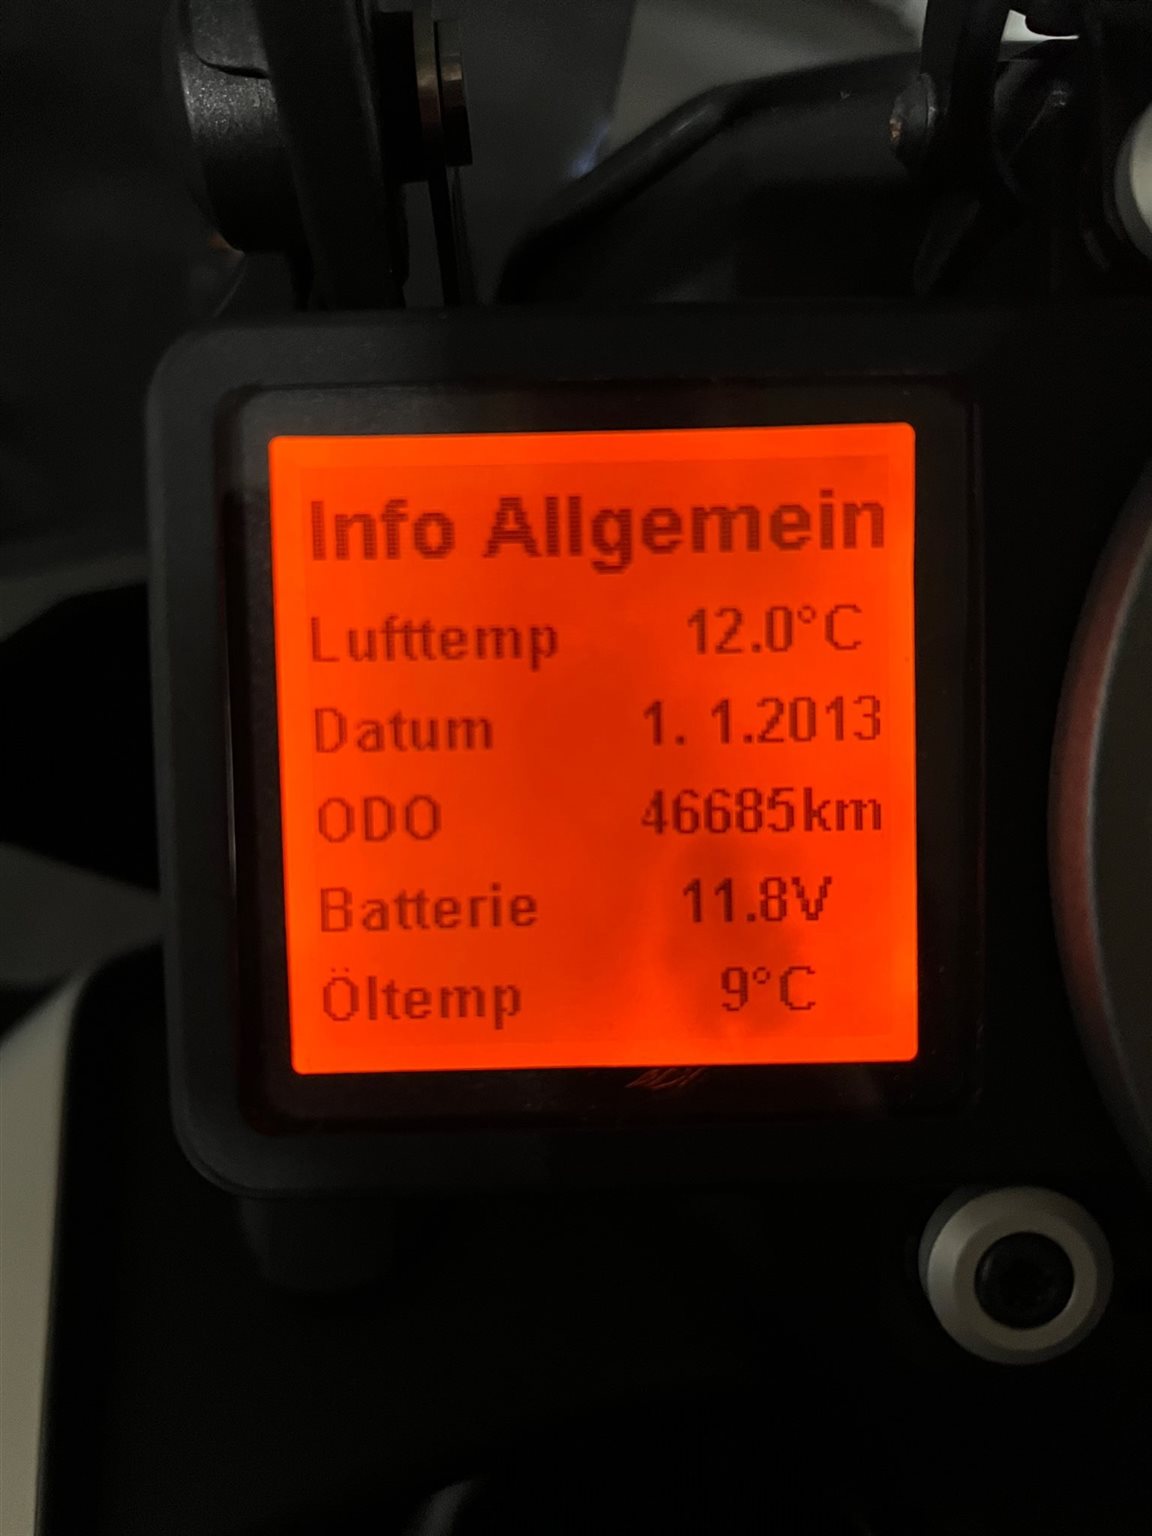 Info Allgemein
Lufttemp 12.0°C
Datum 1. 1.2013
ODO 46685km
Batterie 11.8V
Öltemp 9°C